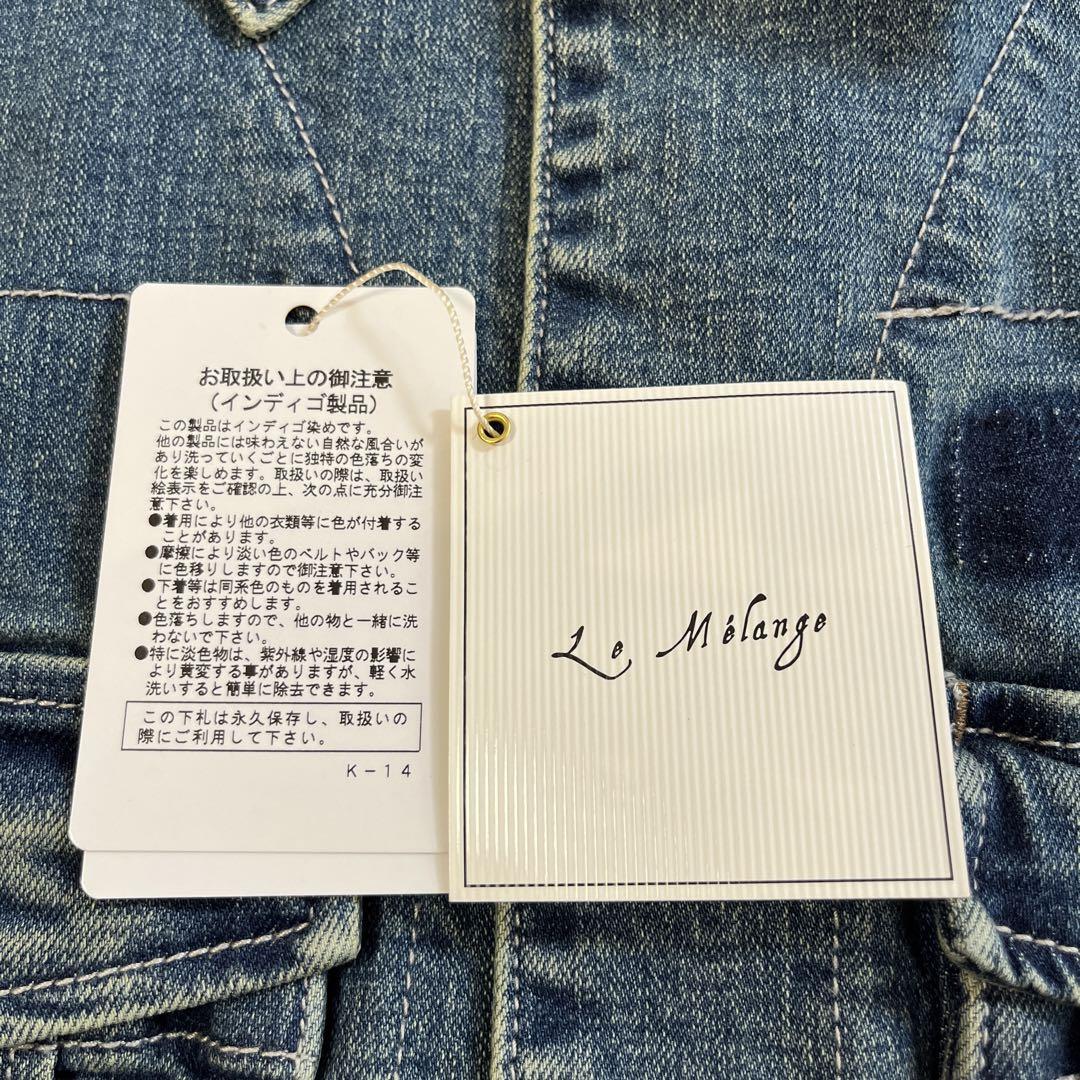 お取扱い上の御注意
（インディゴ製品）
この製品はインディゴ染めです。
他の製品には味わえない自然な風合いが
あり洗っていくごとに独特の色落ちの変
化を楽しめます。取扱いの際は、取扱い
絵表示をご確認の上、次の点に充分御注
意下さい。
●着用により他の衣類等に色が付着する
ことがあります。
●摩擦により淡い色のベルトやバック等
に色移りしますので御注意下さい。
●下着等は同系色のものを着用されるこ
とをおすすめします。
●色落ちしますので、他の物と一緒に洗
わないで下さい。
●特に淡色物は、紫外線や湿度の影響に
より黄変する事がありますが、軽く水
洗いすると簡単に除去できます。
この下札は永久保存し、取扱いの
際にご利用して下さい。
K－14
Le Mélange